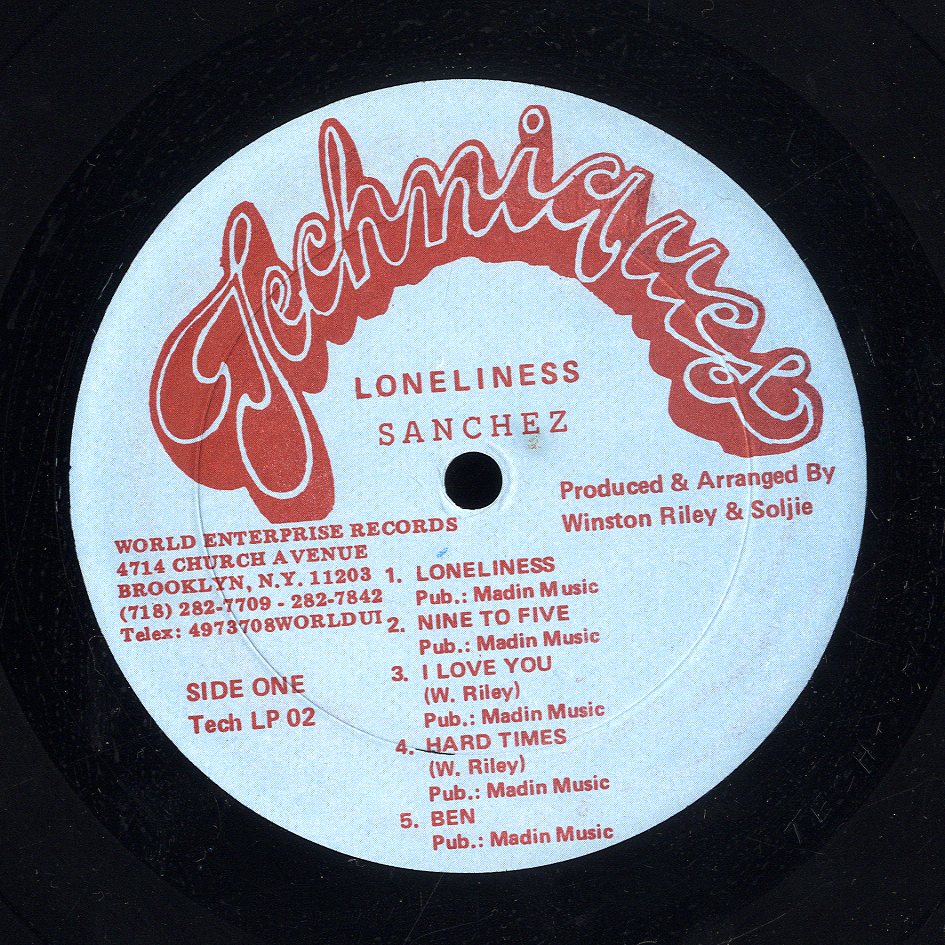 Techniques
LONELINESS
SANCHEZ
Produced & Arranged By
Winston Riley & Soljie
WORLD ENTERPRISE RECORDS
4714 CHURCH AVENUE
BROOKLYN, N.Y. 11203
(718) 282-7709 - 282-7842
Telex: 4973708WORLDUI
SIDE ONE
Tech LP 02
1. LONELINESS
Pub.: Madin Music
2. NINE TO FIVE
Pub.: Madin Music
3. I LOVE YOU
(W. Riley)
Pub.: Madin Music
4. HARD TIMES
(W. Riley)
Pub.: Madin Music
5. BEN
Pub.: Madin Music